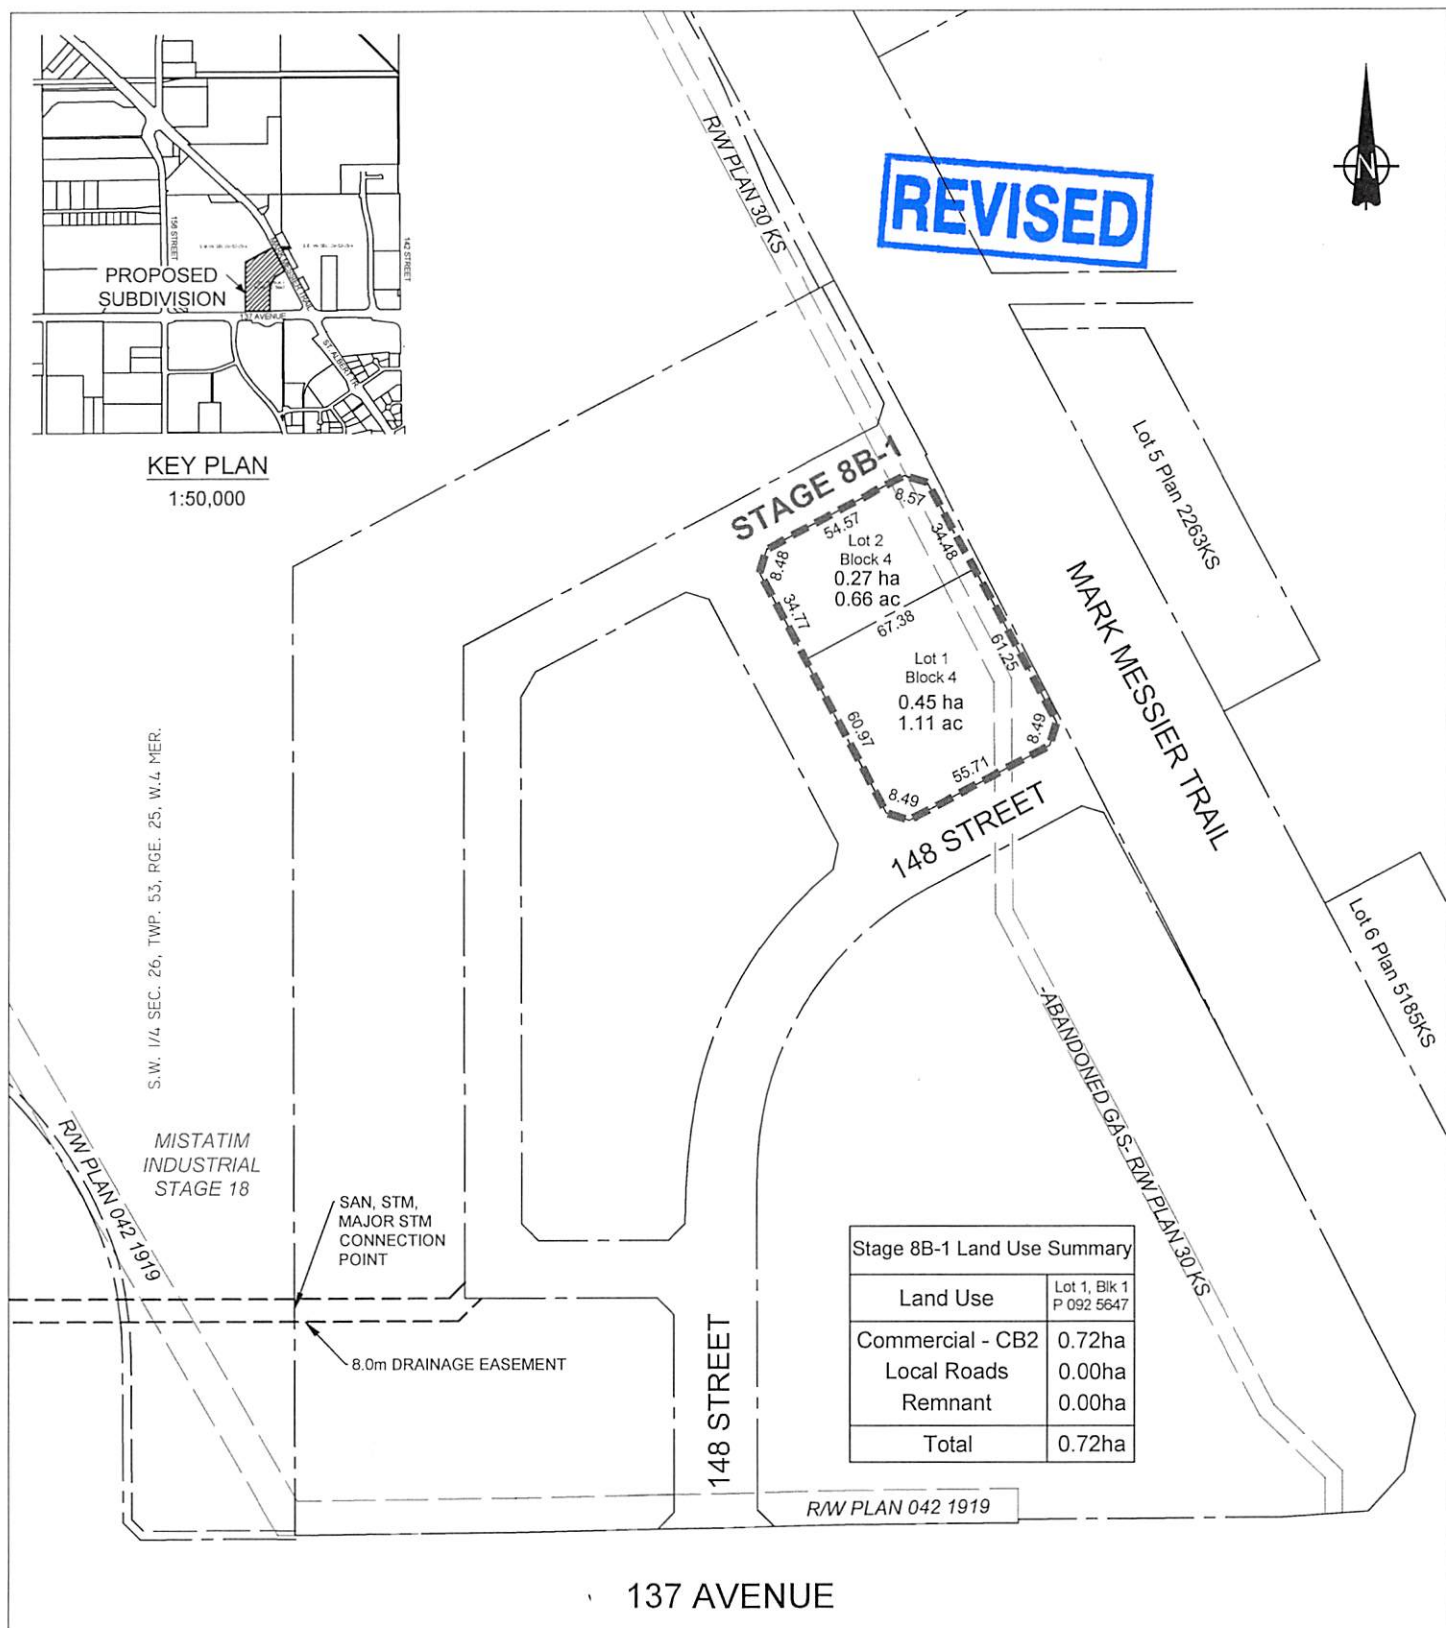 156 STREET
142 STREET
MARK MESSIER TRAIL
PROPOSED
SUBDIVISION
137 AVENUE
ST. ALBERT TR.
KEY PLAN
1:50,000
R/W PLAN 30 KS
REVISED
N
STAGE 8B-1
8.57
54.57
34.48
8.48
Lot 2
Block 4
0.27 ha
0.66 ac
34.77
67.38
61.25
Lot 1
Block 4
0.45 ha
1.11 ac
60.97
8.49
55.71
8.49
148 STREET
MARK MESSIER TRAIL
Lot 5 Plan 2263KS
Lot 6 Plan 5185KS
S.W. 1/4 SEC. 26, TWP. 53, RGE. 25, W.4 MER.
MISTATIM
INDUSTRIAL
STAGE 18
R/W PLAN 042 1919
SAN, STM,
MAJOR STM
CONNECTION
POINT
8.0m DRAINAGE EASEMENT
148 STREET
-ABANDONED GAS- R/W PLAN 30 KS
Stage 8B-1 Land Use Summary
Land Use Lot 1, Blk 1
P 092 5647
Commercial - CB2 0.72ha
Local Roads 0.00ha
Remnant 0.00ha
Total 0.72ha
R/W PLAN 042 1919
137 AVENUE